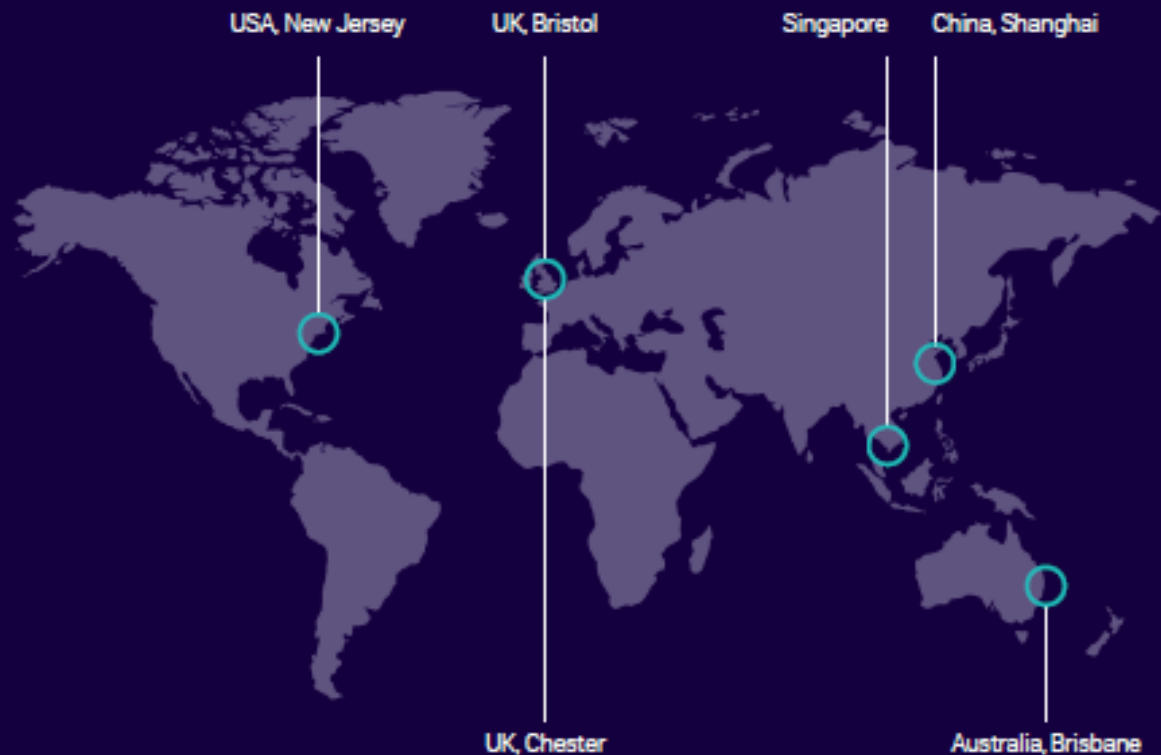 USA, New Jersey
UK, Bristol
Singapore
China, Shanghai
UK, Chester
Australia, Brisbane